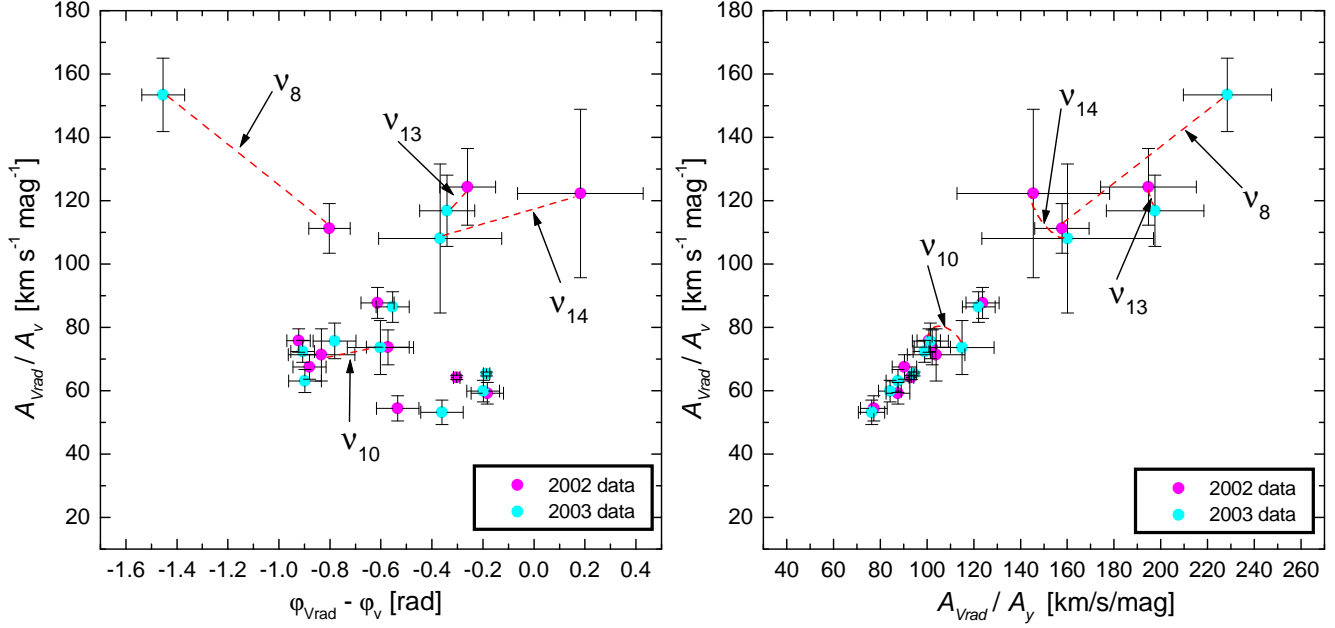 180
160
140
120
100
80
60
40
20
A_Vrad / A_v [km s⁻¹ mag⁻¹]
ν₈
ν₁₃
ν₁₄
ν₁₀
2002 data
2003 data
-1.6 -1.4 -1.2 -1.0 -0.8 -0.6 -0.4 -0.2 0.0 0.2 0.4
φ_Vrad - φ_v [rad]
180
160
140
120
100
80
60
40
20
A_Vrad / A_v [km s⁻¹ mag⁻¹]
ν₁₄
ν₈
ν₁₀
ν₁₃
2002 data
2003 data
40 60 80 100 120 140 160 180 200 220 240 260
A_Vrad / A_y [km/s/mag]